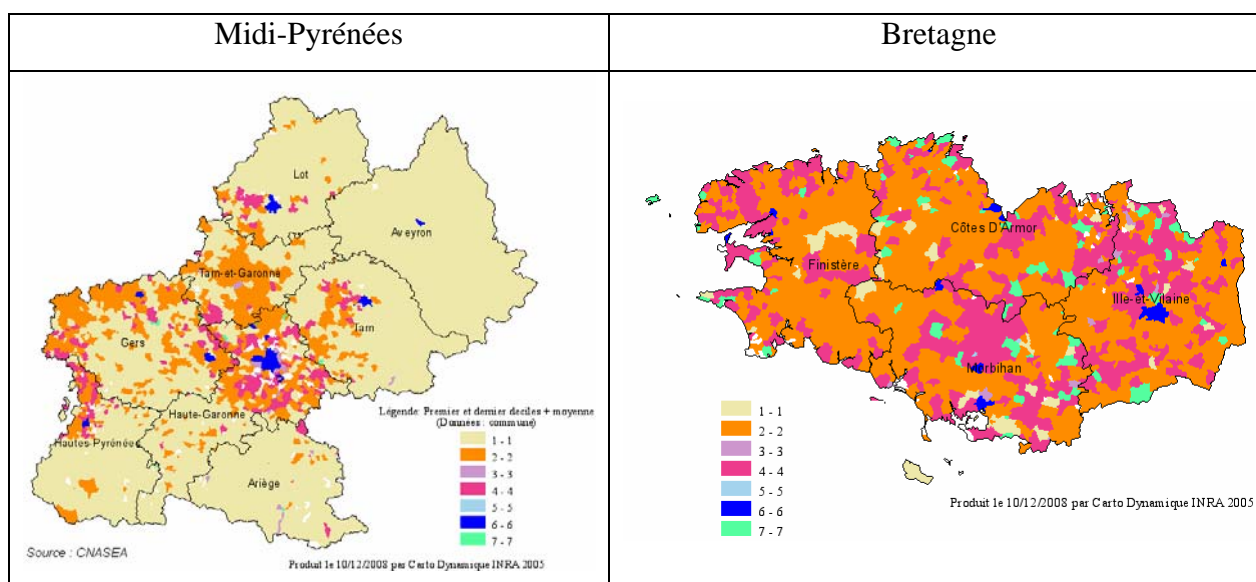 Midi-Pyrénées
Bretagne
Lot
Aveyron
Tarn-et-Garonne
Tarn
Gers
Haute-Garonne
Hautes-Pyrénées
Ariège
Légende: Premier et dernier deciles + moyenne
(Données : commune)
1 - 1
2 - 2
3 - 3
4 - 4
5 - 5
6 - 6
7 - 7
Source : CNASEA
Produit le 10/12/2008 par Carto Dynamique INRA 2005
Côtes D'Armor
Finistère
Ille-et-Vilaine
Morbihan
1 - 1
2 - 2
3 - 3
4 - 4
5 - 5
6 - 6
7 - 7
Produit le 10/12/2008 par Carto Dynamique INRA 2005